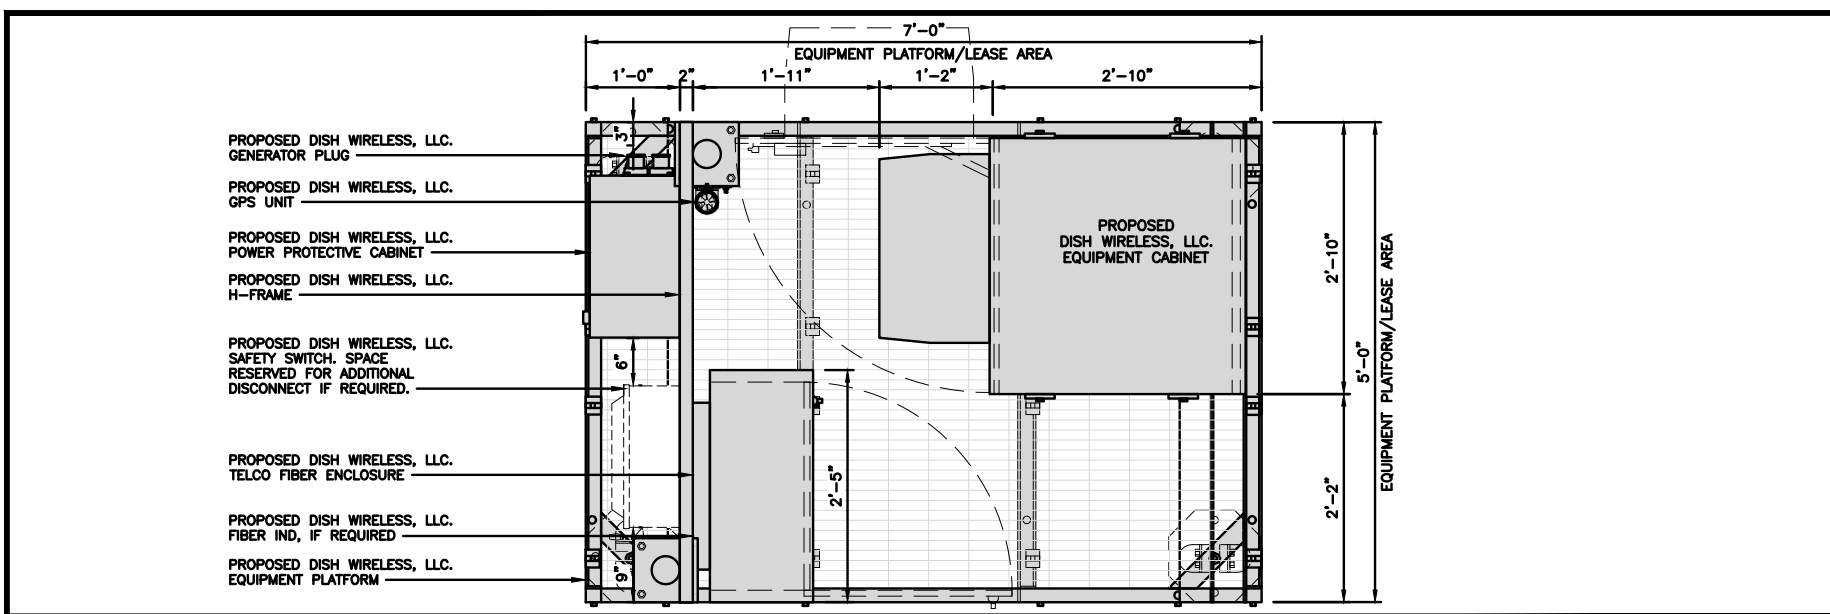 7'-0"
EQUIPMENT PLATFORM/LEASE AREA
1'-0"
2"
1'-11"
1'-2"
2'-10"
3"
PROPOSED DISH WIRELESS, LLC.
GENERATOR PLUG
PROPOSED DISH WIRELESS, LLC.
GPS UNIT
PROPOSED DISH WIRELESS, LLC.
POWER PROTECTIVE CABINET
PROPOSED DISH WIRELESS, LLC.
H-FRAME
PROPOSED DISH WIRELESS, LLC.
SAFETY SWITCH. SPACE
RESERVED FOR ADDITIONAL
DISCONNECT IF REQUIRED.
PROPOSED DISH WIRELESS, LLC.
TELCO FIBER ENCLOSURE
PROPOSED DISH WIRELESS, LLC.
FIBER IND, IF REQUIRED
PROPOSED DISH WIRELESS, LLC.
EQUIPMENT PLATFORM
6"
9"
2'-5"
PROPOSED
DISH WIRELESS, LLC.
EQUIPMENT CABINET
2'-10"
2'-2"
5'-0"
EQUIPMENT PLATFORM/LEASE AREA